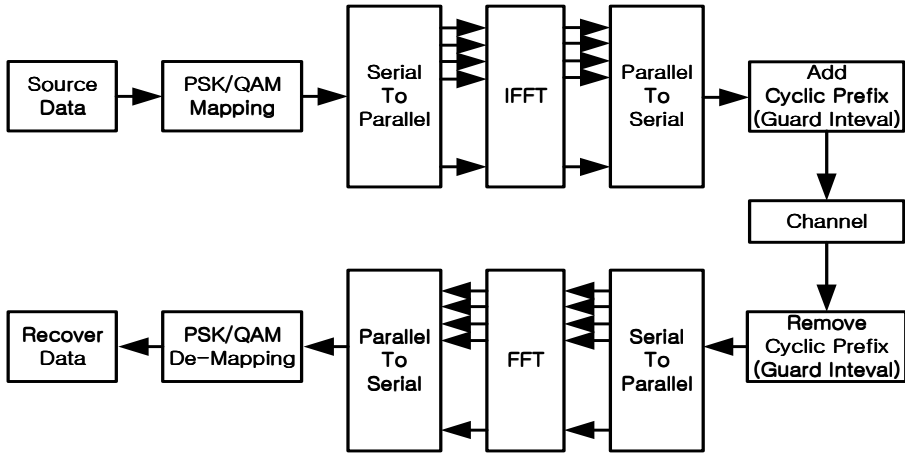 Source
Data
PSK/QAM
Mapping
Serial
To
Parallel
IFFT
Parallel
To
Serial
Add
Cyclic Prefix
(Guard Inteval)
Channel
Recover
Data
PSK/QAM
De-Mapping
Parallel
To
Serial
FFT
Serial
To
Parallel
Remove
Cyclic Prefix
(Guard Inteval)